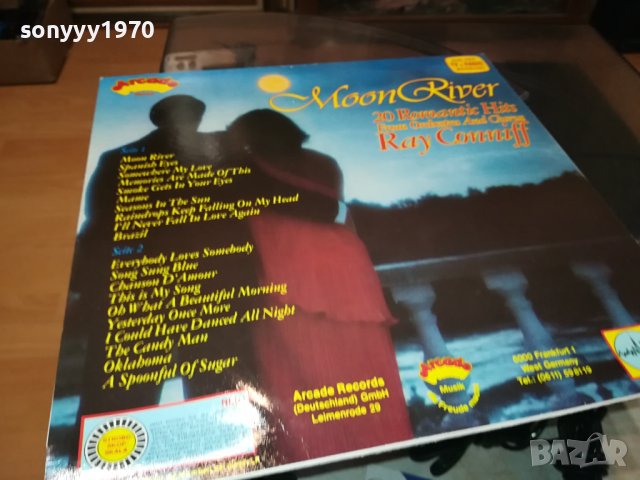 sonyyy1970
Arcade
Moon River
20 Romantic Hits
From Orchestra And Chorus
Ray Conniff
Seite 1
Moon River
Spanish Eyes
Somewhere My Love
Memories Are Made Of This
Smoke Gets In Your Eyes
Mame
Seasons In The Sun
Raindrops Keep Falling On My Head
I'll Never Fall In Love Again
Brazil
Seite 2
Everybody Loves Somebody
Song Sung Blue
Chanson D'Amour
This is My Song
Oh What A Beautiful Morning
Yesterday Once More
I Could Have Danced All Night
The Candy Man
Oklahoma
A Spoonful Of Sugar
Arcade Records
(Deutschland) GmbH
Leimenrode 29
Arcade
Musik
6000 Frankfurt 1
West Germany
Tel.: (0611) 59 81 19
BAZAR